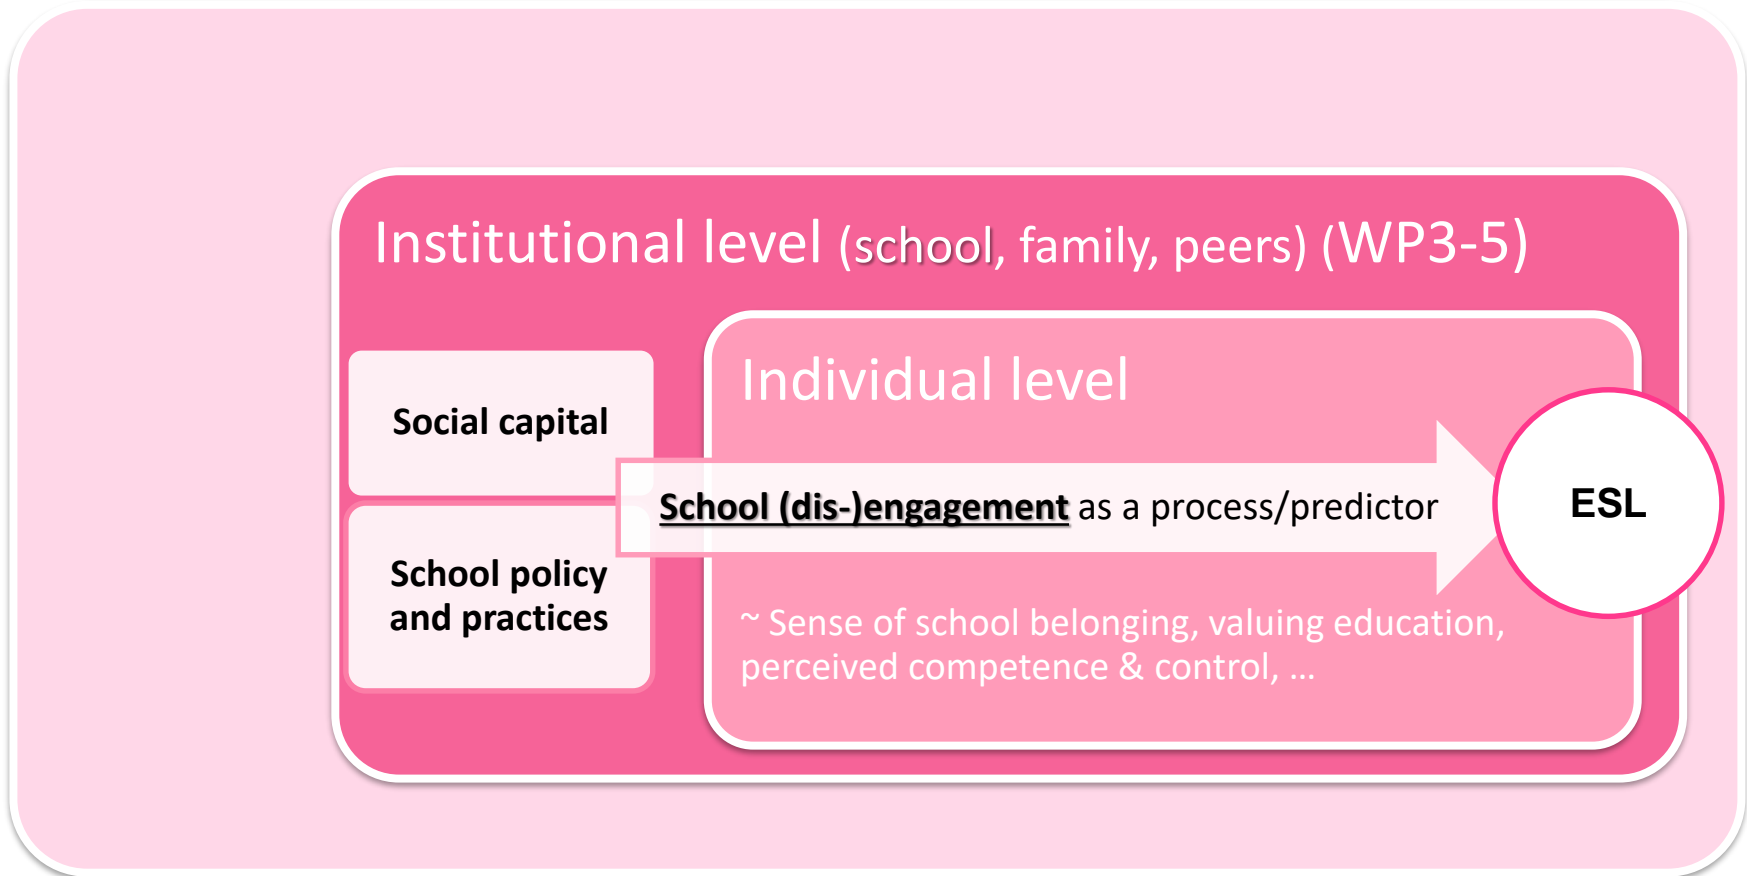 Institutional level (school, family, peers) (WP3-5)
Individual level
Social capital
School (dis-)engagement as a process/predictor
ESL
School policy
and practices
~ Sense of school belonging, valuing education,
perceived competence & control, ...